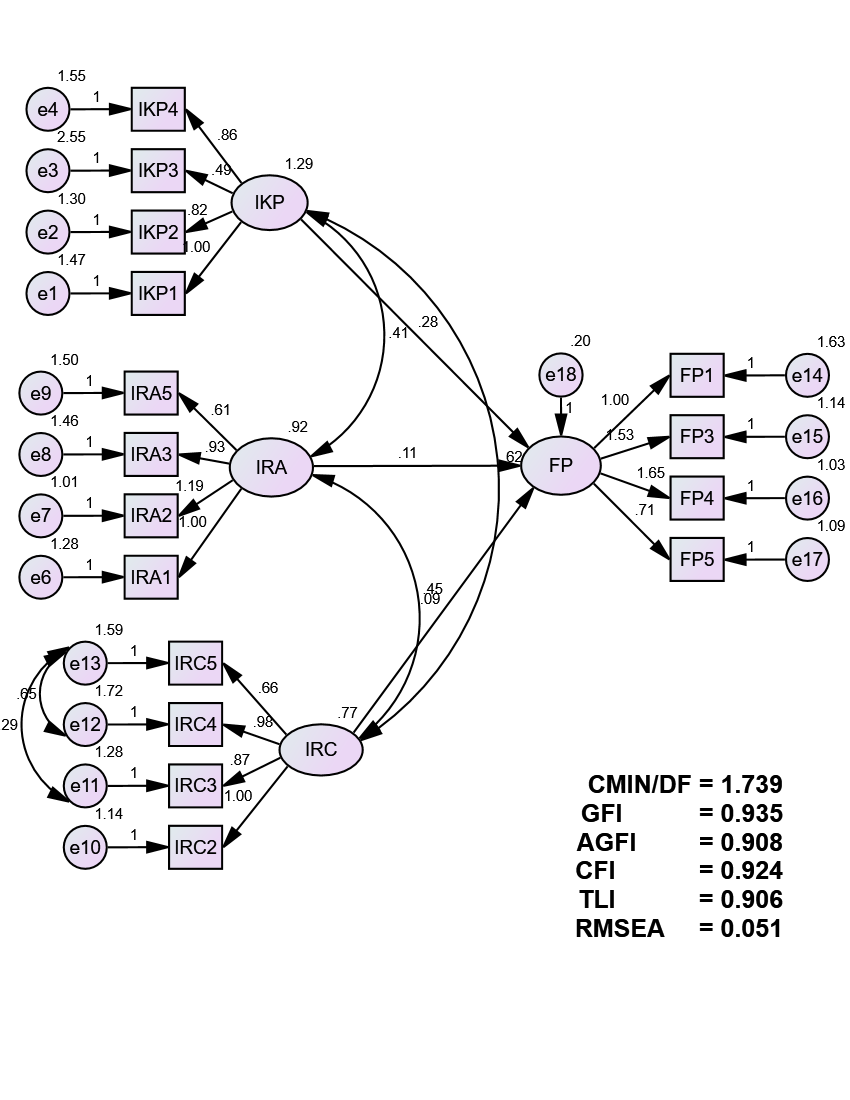 1.55
e4 1 IKP4
.86
2.55
e3 1 IKP3
.49
1.29
IKP
1.30
e2 1 IKP2
.82
1.00
1.47
e1 1 IKP1
.41
.28
1.50
e9 1 IRA5
.61
1.46
e8 1 IRA3
.93
.92
IRA
.11
1.01
e7 1 IRA2
1.19
1.00
1.28
e6 1 IRA1
.20
e18
1
.62
FP
1.00
FP1 1 e14
1.63
1.53
FP3 1 e15
1.14
1.65
FP4 1 e16
1.03
.71
FP5 1 e17
1.09
.45
.09
1.59
e13 1 IRC5
.66
.65
1.72
e12 1 IRC4
.98
.77
IRC
29
1.28
e11 1 IRC3
.87
1.00
1.14
e10 1 IRC2
CMIN/DF = 1.739
GFI = 0.935
AGFI = 0.908
CFI = 0.924
TLI = 0.906
RMSEA = 0.051